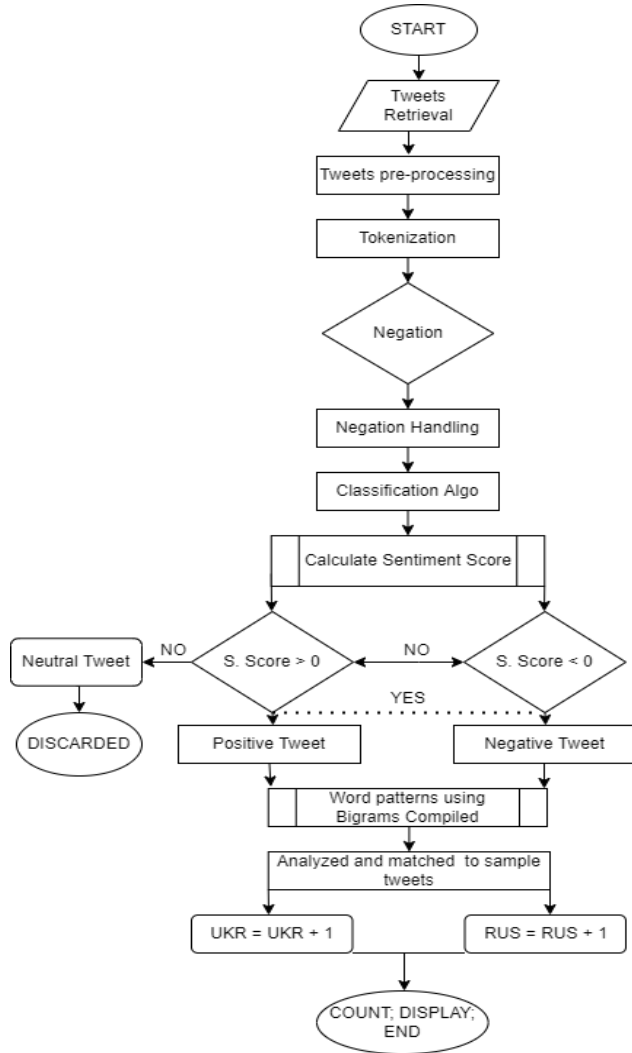 START
Tweets
Retrieval
Tweets pre-processing
Tokenization
Negation
Negation Handling
Classification Algo
Calculate Sentiment Score
Neutral Tweet
NO
S. Score > 0
NO
S. Score < 0
YES
DISCARDED
Positive Tweet
Negative Tweet
Word patterns using
Bigrams Compiled
Analyzed and matched to sample
tweets
UKR = UKR + 1
RUS = RUS + 1
COUNT; DISPLAY;
END